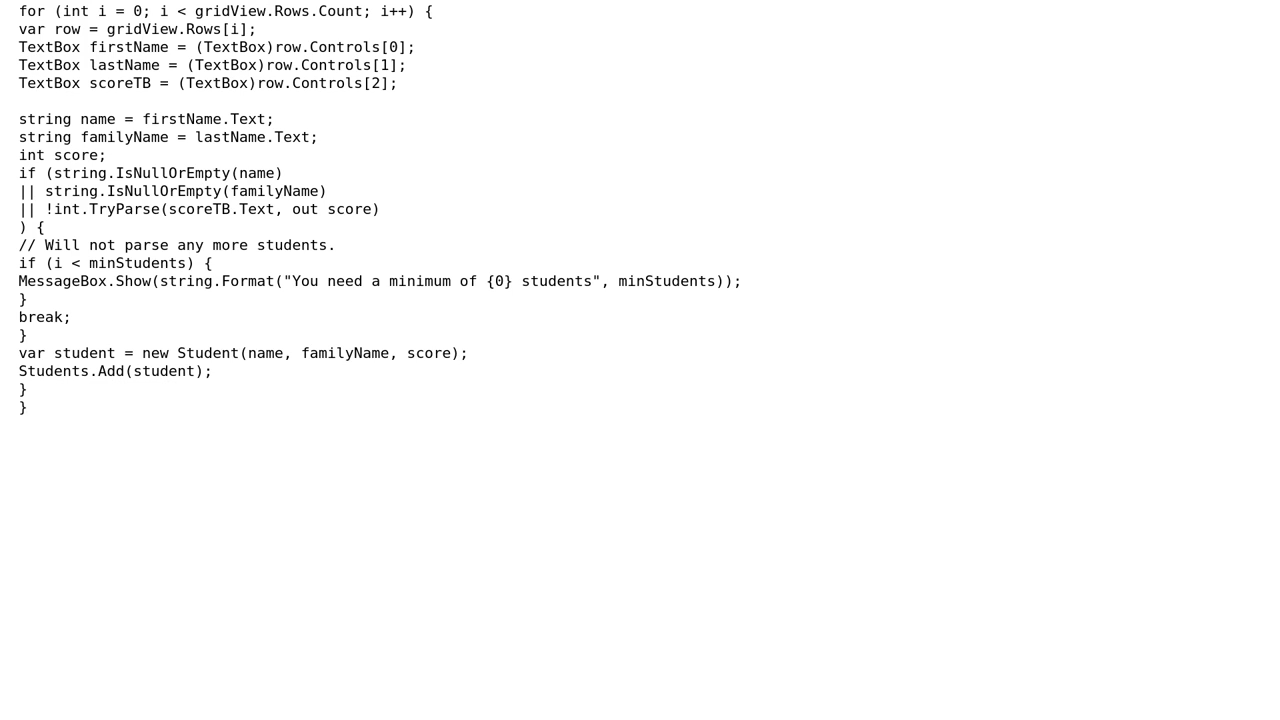 for (int i = 0; i < gridView.Rows.Count; i++) {
var row = gridView.Rows[i];
TextBox firstName = (TextBox)row.Controls[0];
TextBox lastName = (TextBox)row.Controls[1];
TextBox scoreTB = (TextBox)row.Controls[2];

string name = firstName.Text;
string familyName = lastName.Text;
int score;
if (string.IsNullOrEmpty(name)
|| string.IsNullOrEmpty(familyName)
|| !int.TryParse(scoreTB.Text, out score)
) {
// Will not parse any more students.
if (i < minStudents) {
MessageBox.Show(string.Format("You need a minimum of {0} students", minStudents));
}
break;
}
var student = new Student(name, familyName, score);
Students.Add(student);
}
}